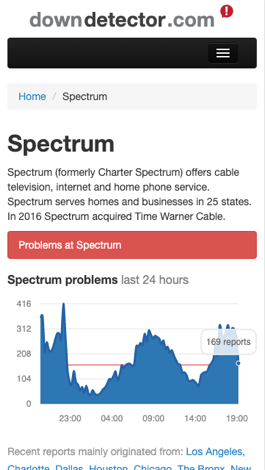 downdetector.com
Home / Spectrum
Spectrum
Spectrum (formerly Charter Spectrum) offers cable
television, internet and home phone service.
Spectrum serves homes and businesses in 25 states.
In 2016 Spectrum acquired Time Warner Cable.
Problems at Spectrum
Spectrum problems last 24 hours
416
312
208
104
0
169 reports
23:00 04:00 09:00 14:00 19:00
Recent reports mainly originated from: Los Angeles,
Charlotte, Dallas, Houston, Chicago, The Bronx, New